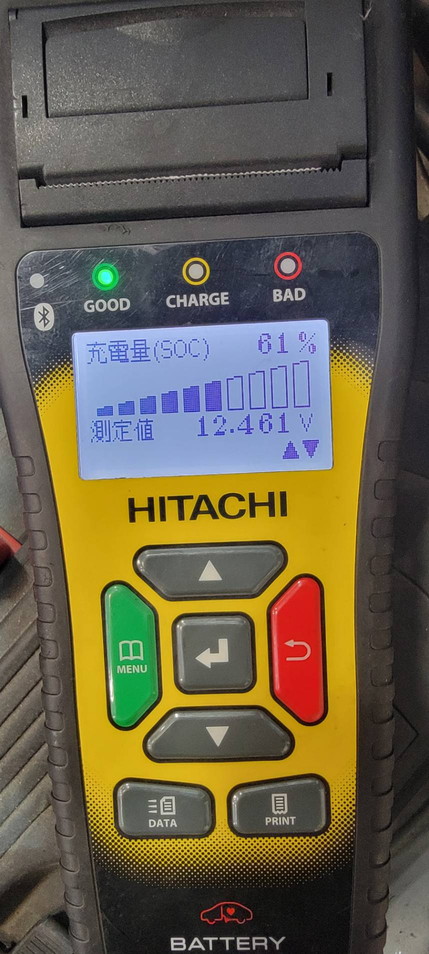 GOOD
CHARGE
BAD
充電量(SOC) 61%
測定値 12.461 V
HITACHI
MENU
DATA
PRINT
BATTERY